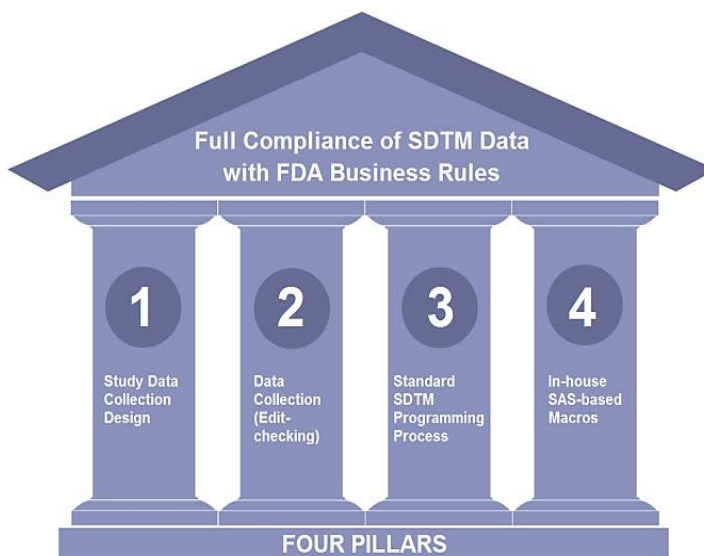 Full Compliance of SDTM Data
with FDA Business Rules
1
Study Data
Collection
Design
2
Data
Collection
(Edit-
checking)
3
Standard
SDTM
Programming
Process
4
In-house
SAS-based
Macros
FOUR PILLARS